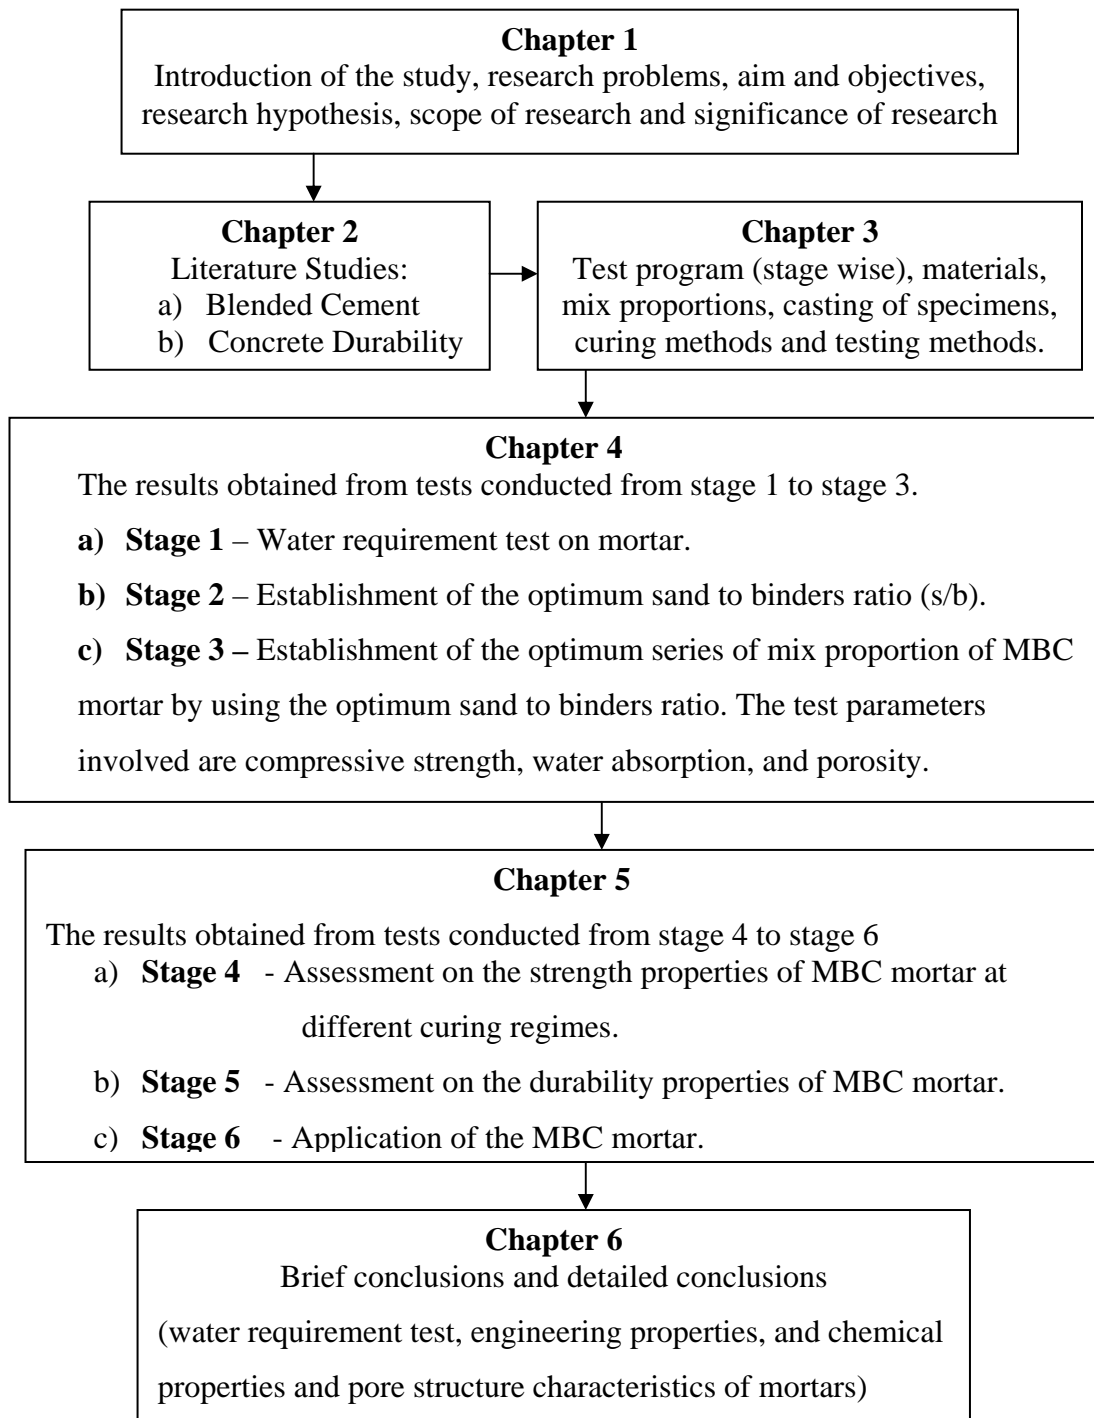 Chapter 1
Introduction of the study, research problems, aim and objectives,
research hypothesis, scope of research and significance of research
Chapter 2
Literature Studies:
a) Blended Cement
b) Concrete Durability
Chapter 3
Test program (stage wise), materials,
mix proportions, casting of specimens,
curing methods and testing methods.
Chapter 4
The results obtained from tests conducted from stage 1 to stage 3.
a) Stage 1 – Water requirement test on mortar.
b) Stage 2 – Establishment of the optimum sand to binders ratio (s/b).
c) Stage 3 – Establishment of the optimum series of mix proportion of MBC
mortar by using the optimum sand to binders ratio. The test parameters
involved are compressive strength, water absorption, and porosity.
Chapter 5
The results obtained from tests conducted from stage 4 to stage 6
a) Stage 4 - Assessment on the strength properties of MBC mortar at
different curing regimes.
b) Stage 5 - Assessment on the durability properties of MBC mortar.
c) Stage 6 - Application of the MBC mortar.
Chapter 6
Brief conclusions and detailed conclusions
(water requirement test, engineering properties, and chemical
properties and pore structure characteristics of mortars)